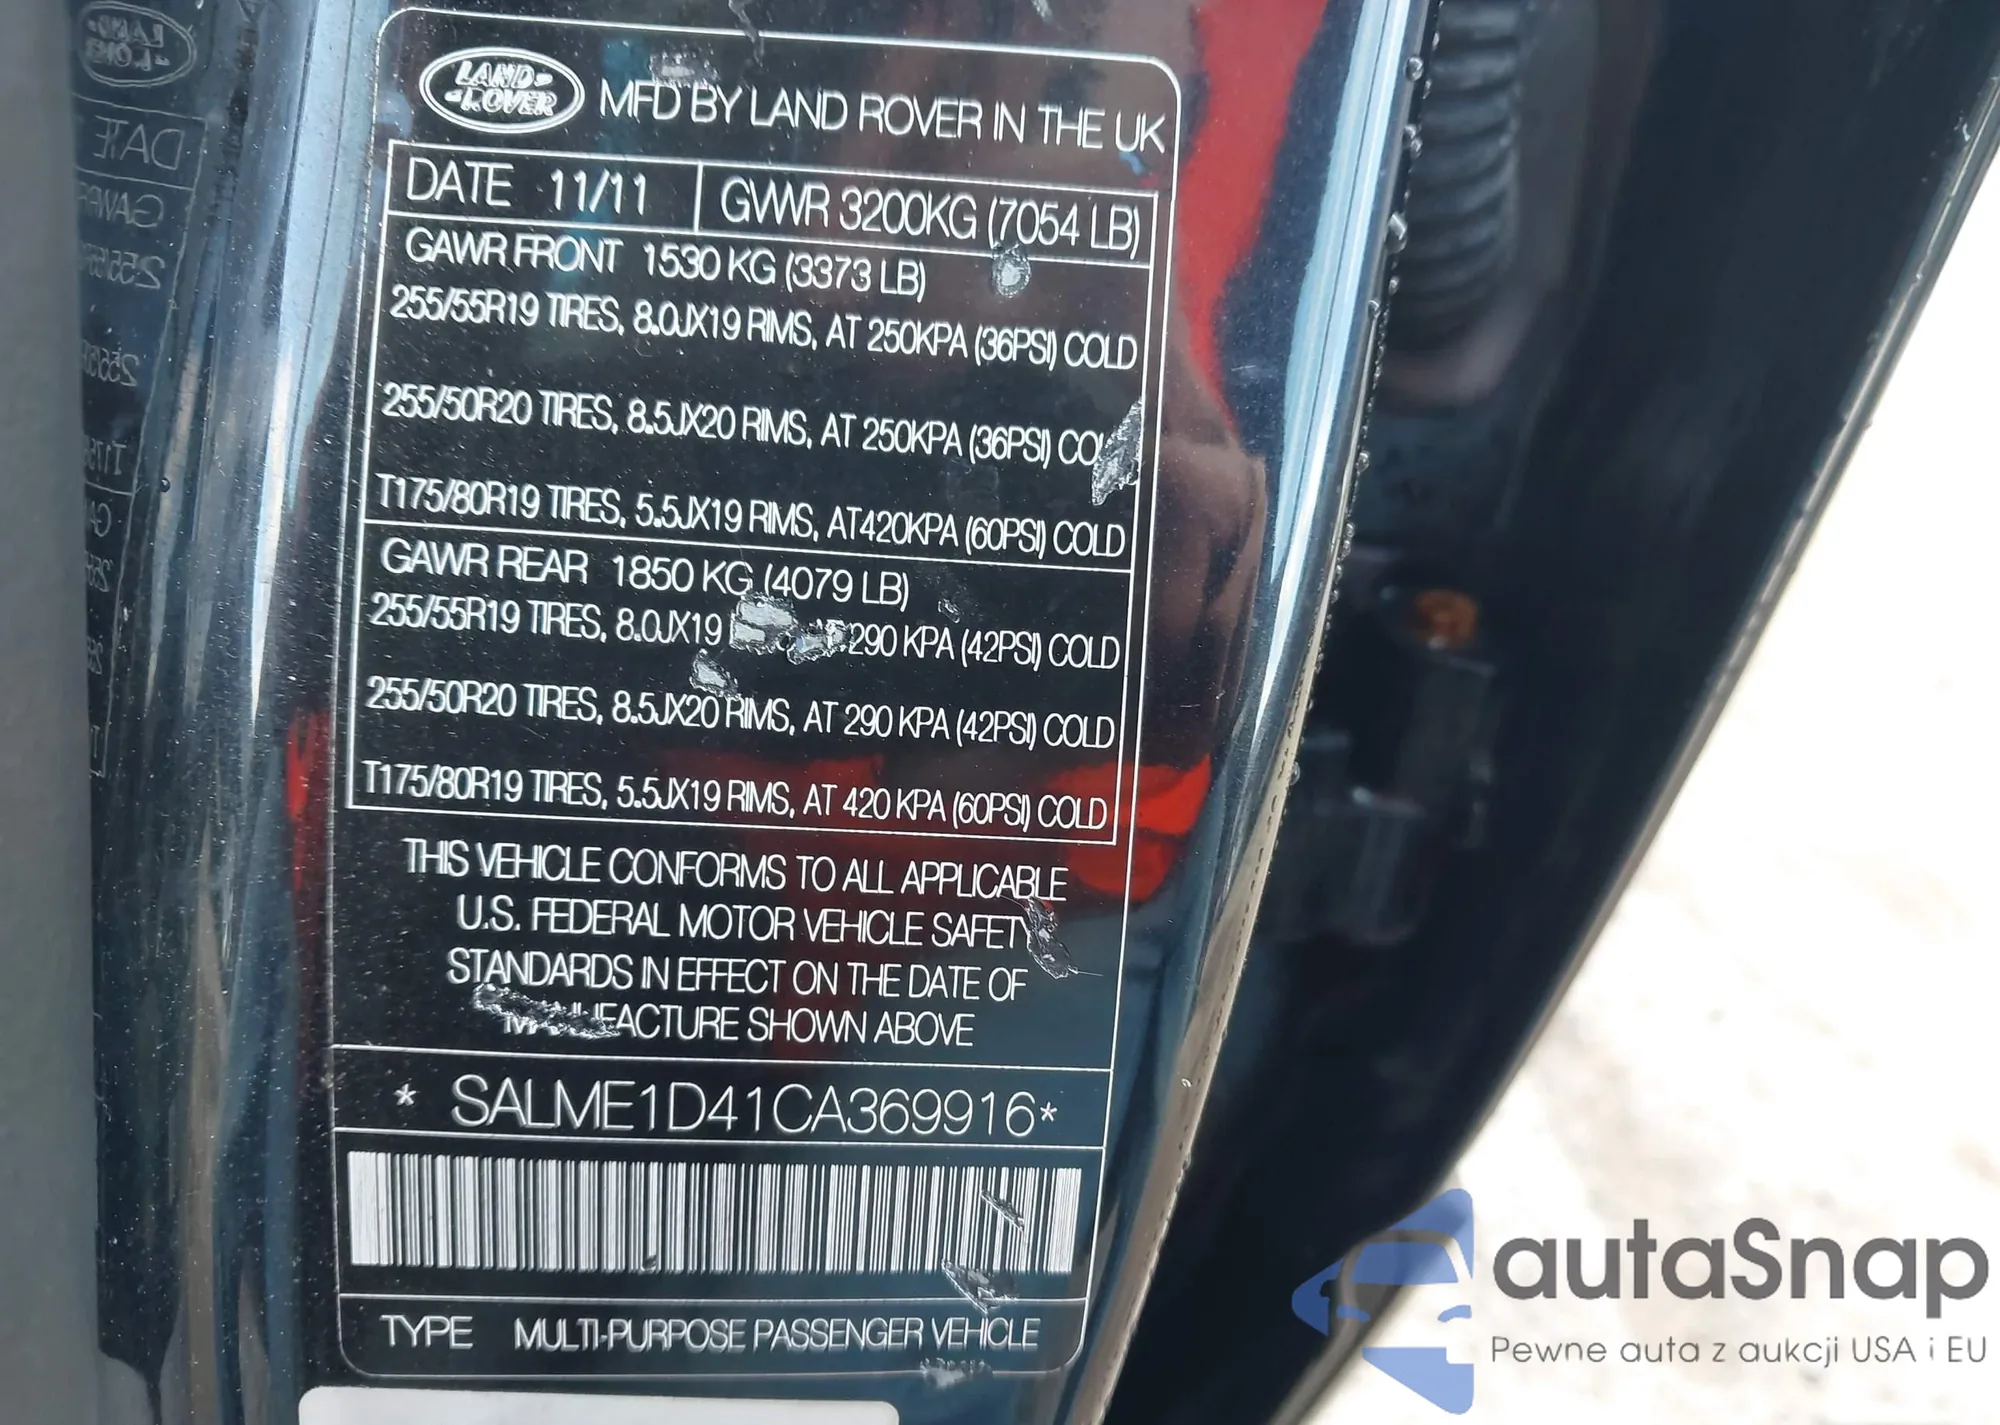 LAND
ROVER
MFD BY LAND ROVER IN THE UK
DATE 11/11 GVWR 3200KG (7054 LB)
GAWR FRONT 1530 KG (3373 LB)
255/55R19 TIRES, 8.0JX19 RIMS, AT 250KPA (36PSI) COLD
255/50R20 TIRES, 8.5JX20 RIMS, AT 250KPA (36PSI)
T175/80R19 TIRES, 5.5JX19 RIMS, AT420KPA (60PSI) COLD
GAWR REAR 1850 KG (4079 LB)
255/55R19 TIRES, 8.0JX19 290 KPA (42PSI) COLD
255/50R20 TIRES, 8.5JX20 RIMS, AT 290 KPA (42PSI) COLD
T175/80R19 TIRES, 5.5JX19 RIMS, AT 420 KPA (60PSI) COLD
THIS VEHICLE CONFORMS TO ALL APPLICABLE
U.S. FEDERAL MOTOR VEHICLE SAFETY
STANDARDS IN EFFECT ON THE DATE OF
MANUFACTURE SHOWN ABOVE
* SALME1D41CA369916*
TYPE MULTI-PURPOSE PASSENGER VEHICLE
autaSnap
Pewne auta z aukcji USA i EU